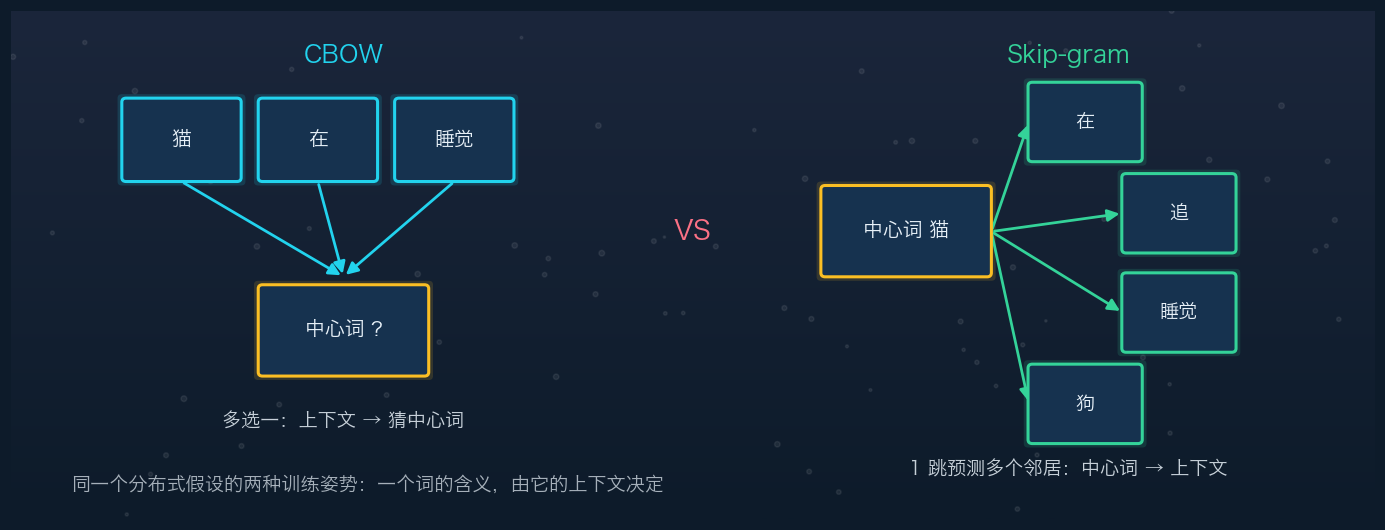 CBOW
猫
在
睡觉
中心词 ?
多选一: 上下文 → 猜中心词
同一个分布式假设的两种训练姿势: 一个词的含义, 由它的上下文决定
VS
Skip-gram
中心词 猫
在
追
睡觉
狗
1 跳预测多个邻居: 中心词 → 上下文